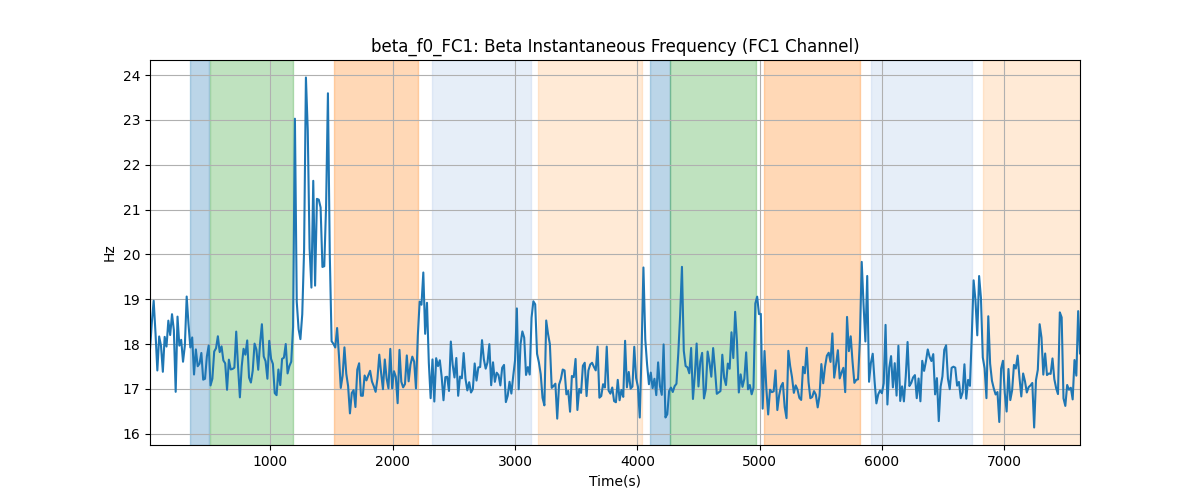 beta_f0_FC1: Beta Instantaneous Frequency (FC1 Channel)
24
23
22
21
20
19
18
17
16
Hz
1000 2000 3000 4000 5000 6000 7000
Time(s)